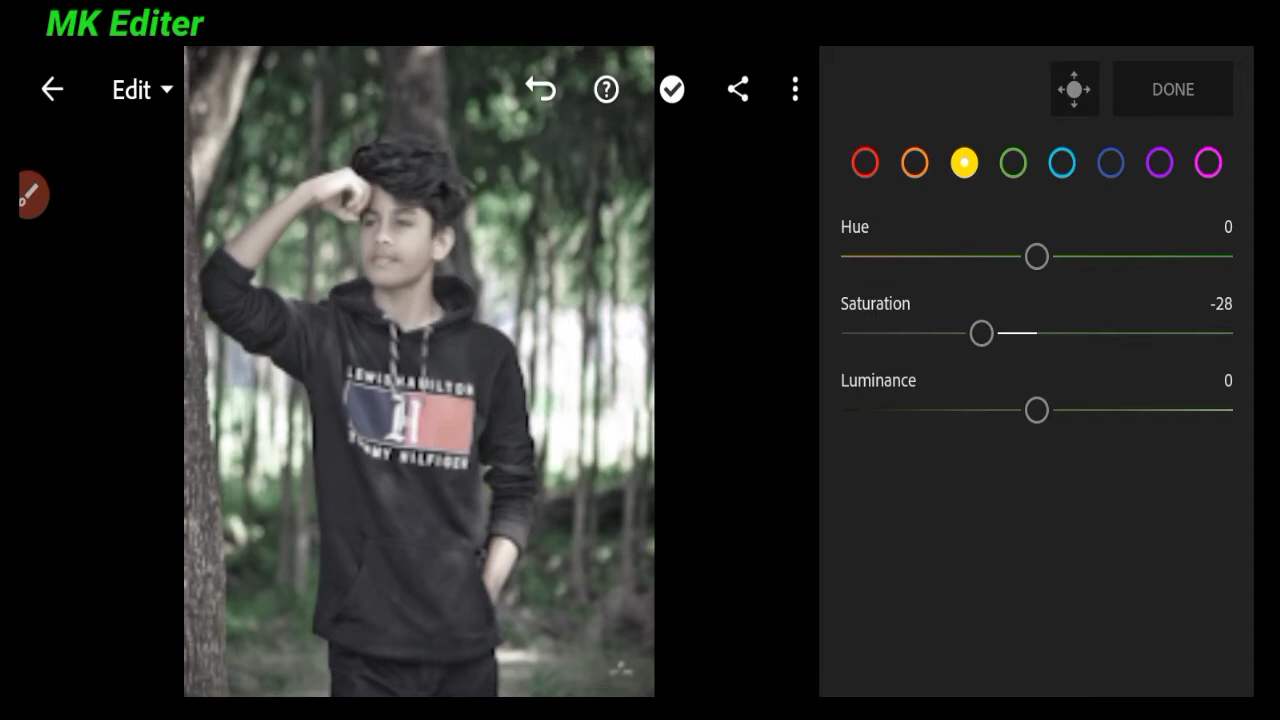 MK Editer
Edit
DONE
Hue 0
Saturation -28
Luminance 0
LEWIS HAMILTON
H
TOMMY HILFIGER